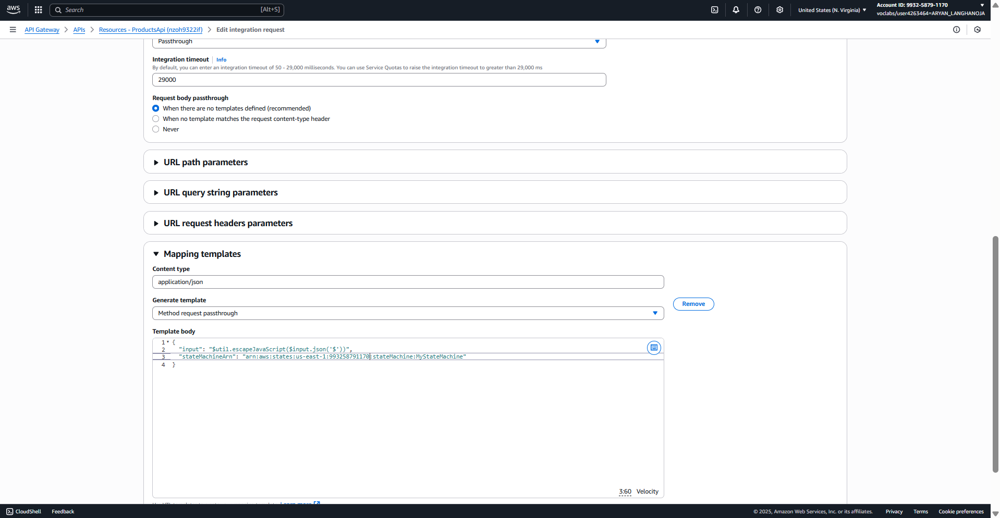 aws
Search
[Alt+S]
United States (N. Virginia)
Account ID: 9932-5879-1170
voclabs/user4263464=ARYAN_LANGHANOJA
API Gateway
APIs
Resources - ProductsApi (nzoh9322if)
Edit integration request
Passthrough
Integration timeout
Info
By default, you can enter an integration timeout of 50 - 29,000 milliseconds. You can use Service Quotas to raise the integration timeout to greater than 29,000 ms
29000
Request body passthrough
When there are no templates defined (recommended)
When no template matches the request content-type header
Never
URL path parameters
URL query string parameters
URL request headers parameters
Mapping templates
Content type
application/json
Generate template
Method request passthrough
Remove
Template body
1 {
2 "input": "$util.escapeJavaScript($input.json('$'))",
3 "stateMachineArn": "arn:aws:states:us-east-1:993258791170:stateMachine:MyStateMachine"
4 }
3:60 Velocity
CloudShell
Feedback
© 2025, Amazon Web Services, Inc. or its affiliates.
Privacy
Terms
Cookie preferences